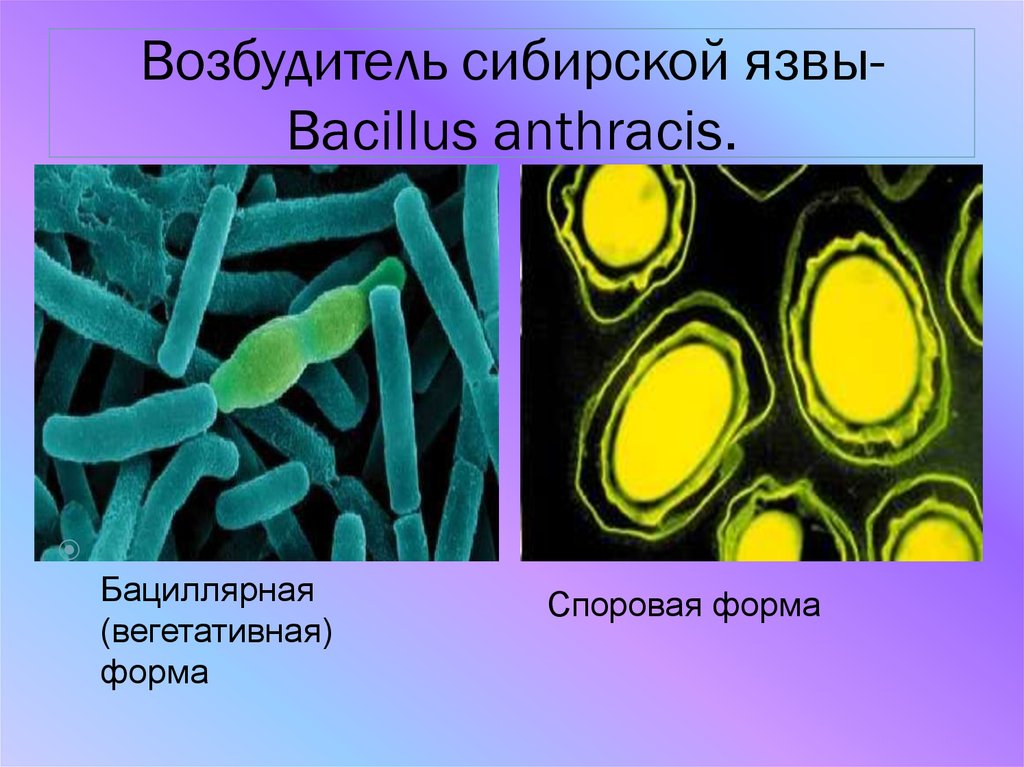 Возбудитель сибирской язвы-
Bacillus anthracis.
Бациллярная
(вегетативная)
форма
Споровая форма